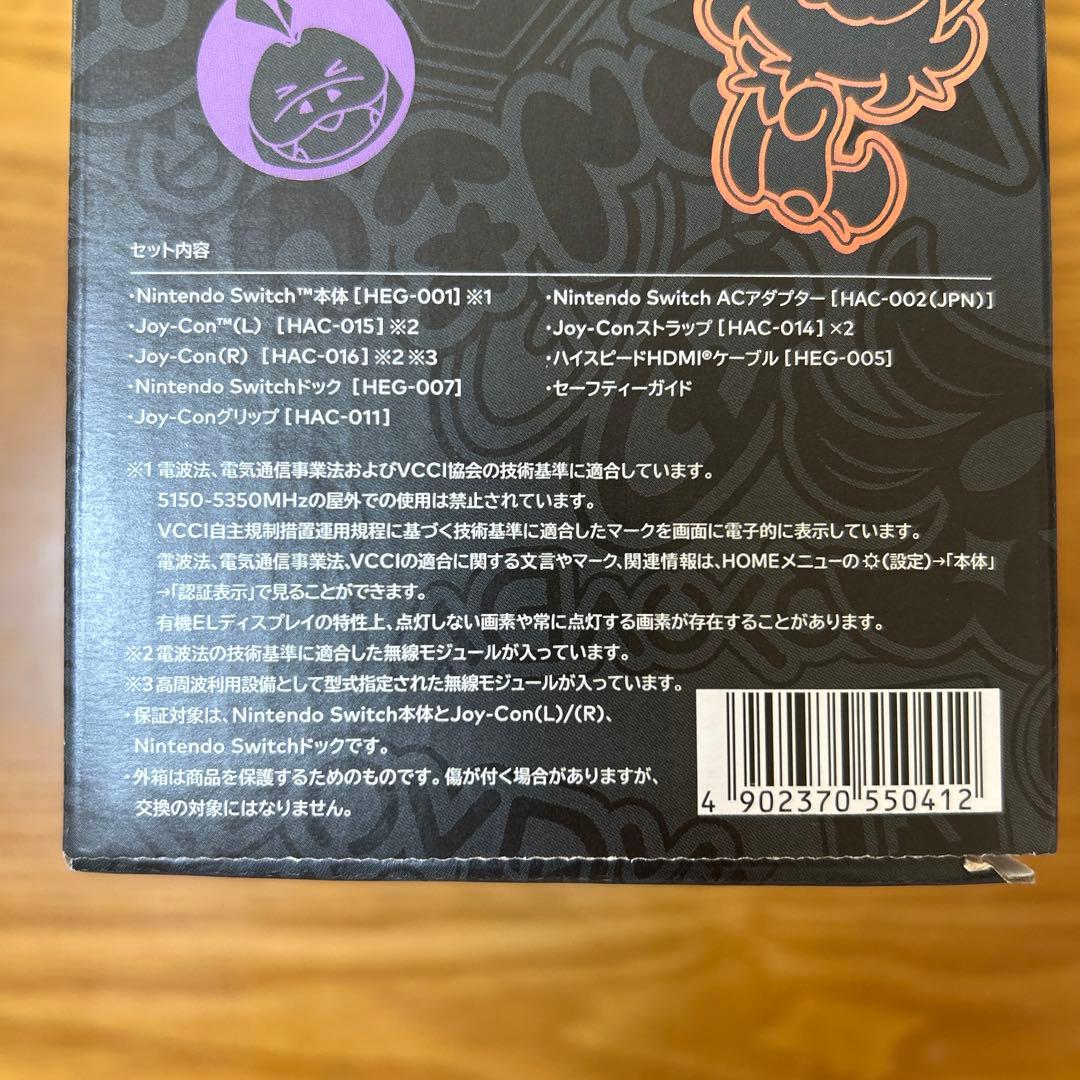 セット内容
・Nintendo Switch™本体［HEG-001］※1
・Joy-Con™(L)［HAC-015］※2
・Joy-Con(R)［HAC-016］※2 ※3
・Nintendo Switchドック［HEG-007］
・Joy-Conグリップ［HAC-011］
・Nintendo Switch ACアダプター［HAC-002(JPN)］
・Joy-Conストラップ［HAC-014］×2
・ハイスピードHDMI®ケーブル［HEG-005］
・セーフティーガイド
※1 電波法、電気通信事業法およびVCCI協会の技術基準に適合しています。
5150-5350MHzの屋外での使用は禁止されています。
VCCI自主規制措置運用規程に基づく技術基準に適合したマークを画面に電子的に表示しています。
電波法、電気通信事業法、VCCIの適合に関する文言やマーク、関連情報は、HOMEメニューの(設定)→「本体」
→「認証表示」で見ることができます。
有機ELディスプレイの特性上、点灯しない画素や常に点灯する画素が存在することがあります。
※2 電波法の技術基準に適合した無線モジュールが入っています。
※3 高周波利用設備として型式指定された無線モジュールが入っています。
・保証対象は、Nintendo Switch本体とJoy-Con(L)/(R)、
Nintendo Switchドックです。
・外箱は商品を保護するためのものです。傷が付く場合がありますが、
交換の対象にはなりません。
4 902370 550412